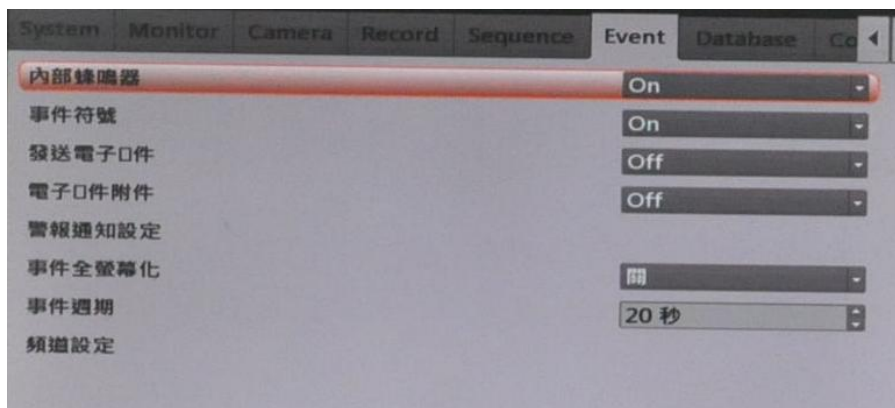 System Monitor Camera Record Sequence Event Database Co
內部蜂鳴器 On
事件符號 On
發送電子□件 Off
電子□件附件 Off
警報通知設定
事件全螢幕化 關
事件週期 20 秒
頻道設定